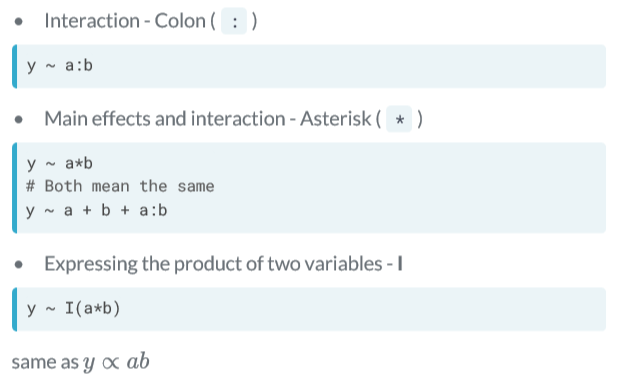 • Interaction - Colon ( : )
y ~ a:b
• Main effects and interaction - Asterisk ( * )
y ~ a*b
# Both mean the same
y ~ a + b + a:b
• Expressing the product of two variables - I
y ~ I(a*b)
same as y ∝ ab